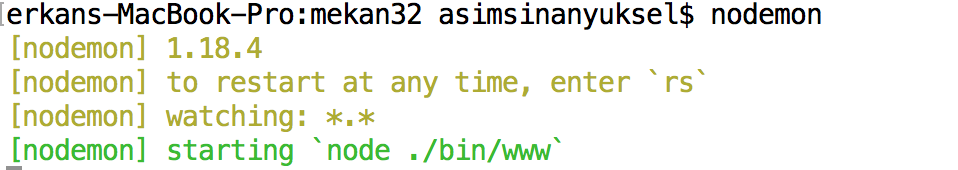 [erkans-MacBook-Pro:mekan32 asimsinanyuksel$ nodemon
[nodemon] 1.18.4
[nodemon] to restart at any time, enter `rs`
[nodemon] watching: *.*
[nodemon] starting `node ./bin/www`